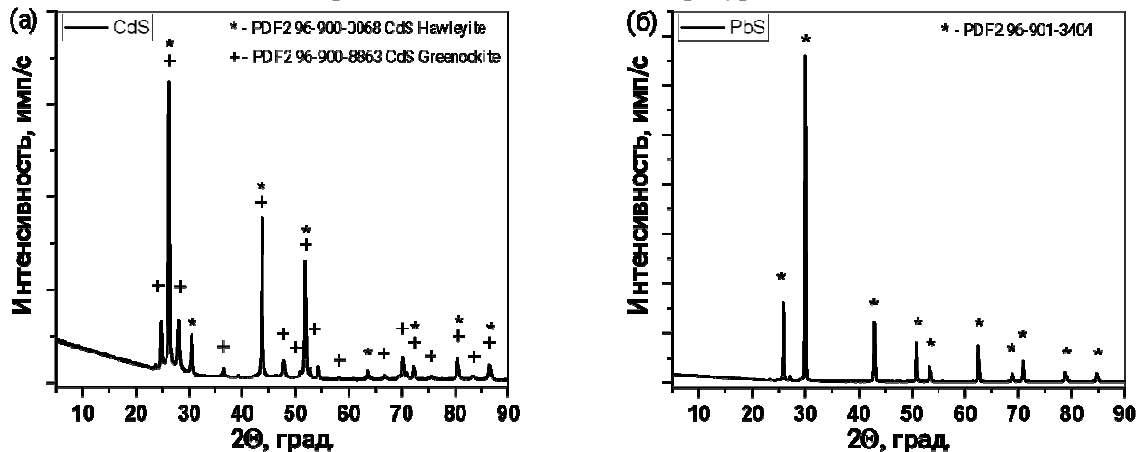 (а)
CdS
* - PDF2 96-900-0068 CdS Hawleyite
+ - PDF2 96-900-8863 CdS Greenockite
Интенсивность, имп/с
10 20 30 40 50 60 70 80 90
2Θ, град.
(б)
PbS
* - PDF2 96-901-3404
Интенсивность, имп/с
10 20 30 40 50 60 70 80 90
2Θ, град.